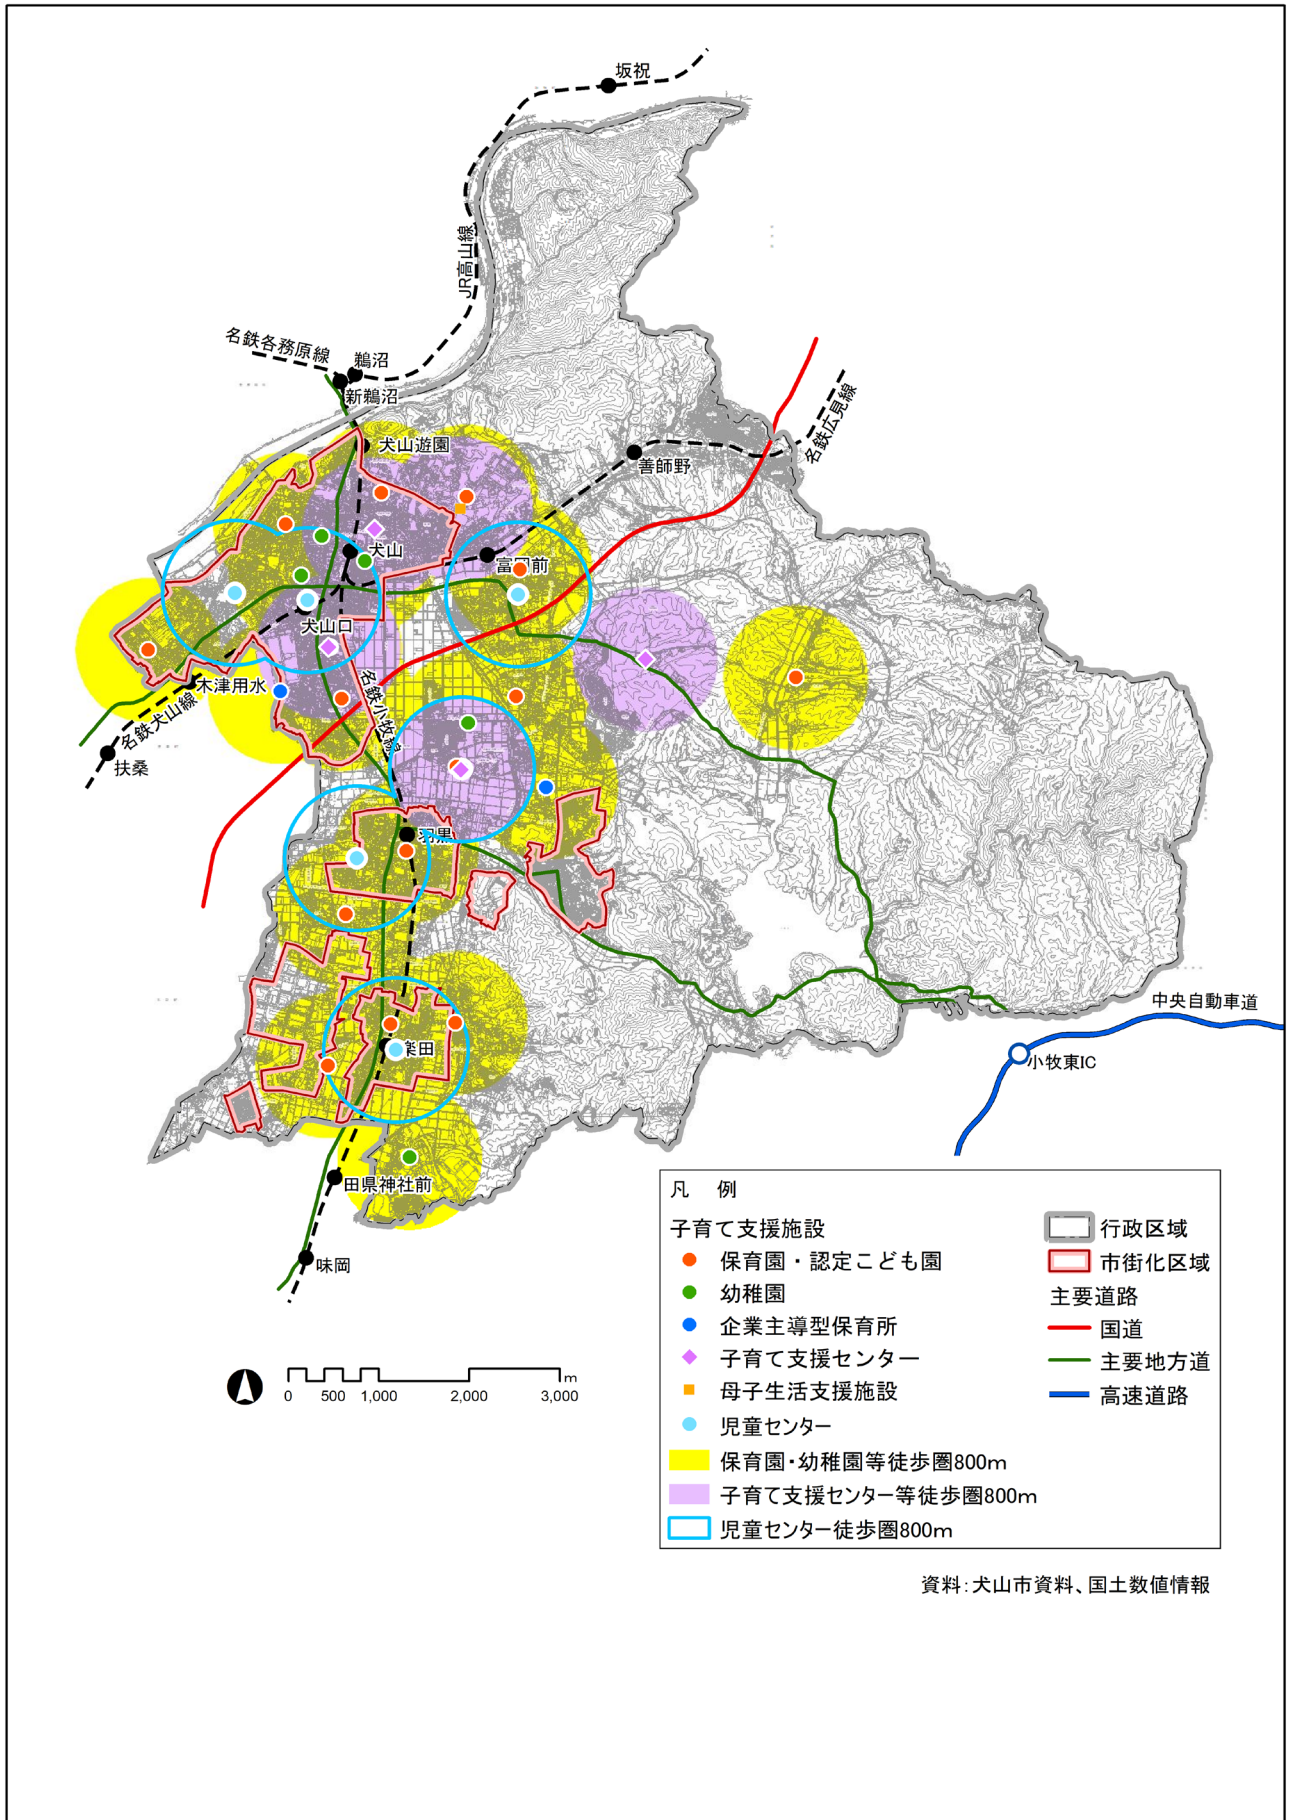 坂祝
JR高山線
名鉄各務原線
鵜沼
新鵜沼
犬山遊園
名鉄広見線
善師野
犬山
富岡前
犬山口
木津用水
名鉄犬山線
名鉄小牧線
扶桑
羽黒
中央自動車道
楽田
小牧東IC
田県神社前
味岡
凡 例
子育て支援施設
保育園・認定こども園
幼稚園
企業主導型保育所
子育て支援センター
母子生活支援施設
児童センター
保育園・幼稚園等徒歩圏800m
子育て支援センター等徒歩圏800m
児童センター徒歩圏800m
行政区域
市街化区域
主要道路
国道
主要地方道
高速道路
m
0 500 1,000 2,000 3,000
資料:犬山市資料、国土数値情報